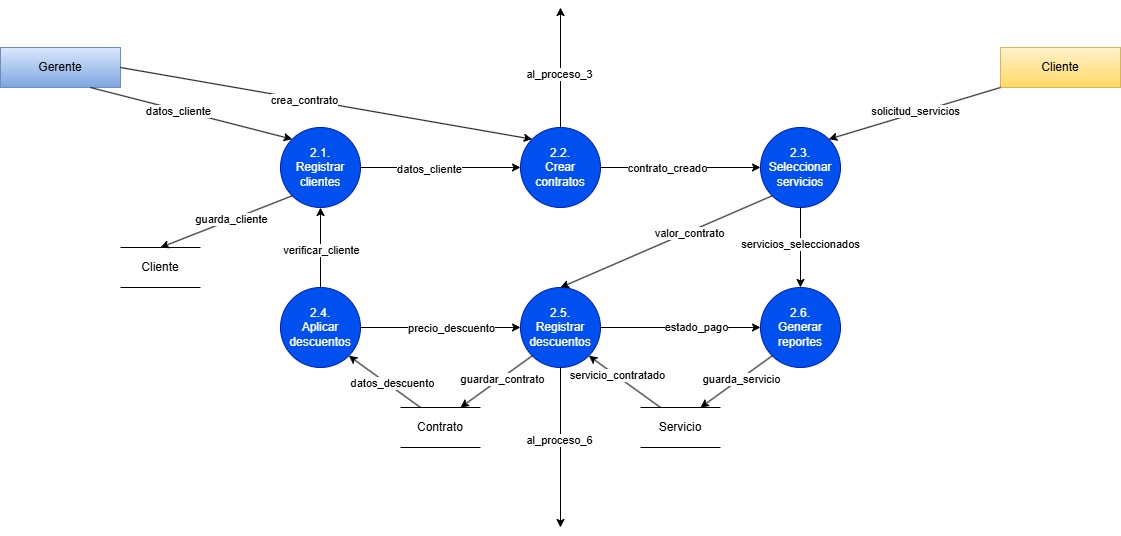 al_proceso_3
Gerente
Cliente
crea_contrato
datos_cliente
solicitud_servicios
2.1.
Registrar
clientes
datos_cliente
2.2.
Crear
contratos
contrato_creado
2.3.
Seleccionar
servicios
guarda_cliente
Cliente
verificar_cliente
valor_contrato
servicios_seleccionados
2.4.
Aplicar
descuentos
precio_descuento
2.5.
Registrar
descuentos
estado_pago
2.6.
Generar
reportes
datos_descuento
guardar_contrato
servicio_contratado
guarda_servicio
Contrato
Servicio
al_proceso_6